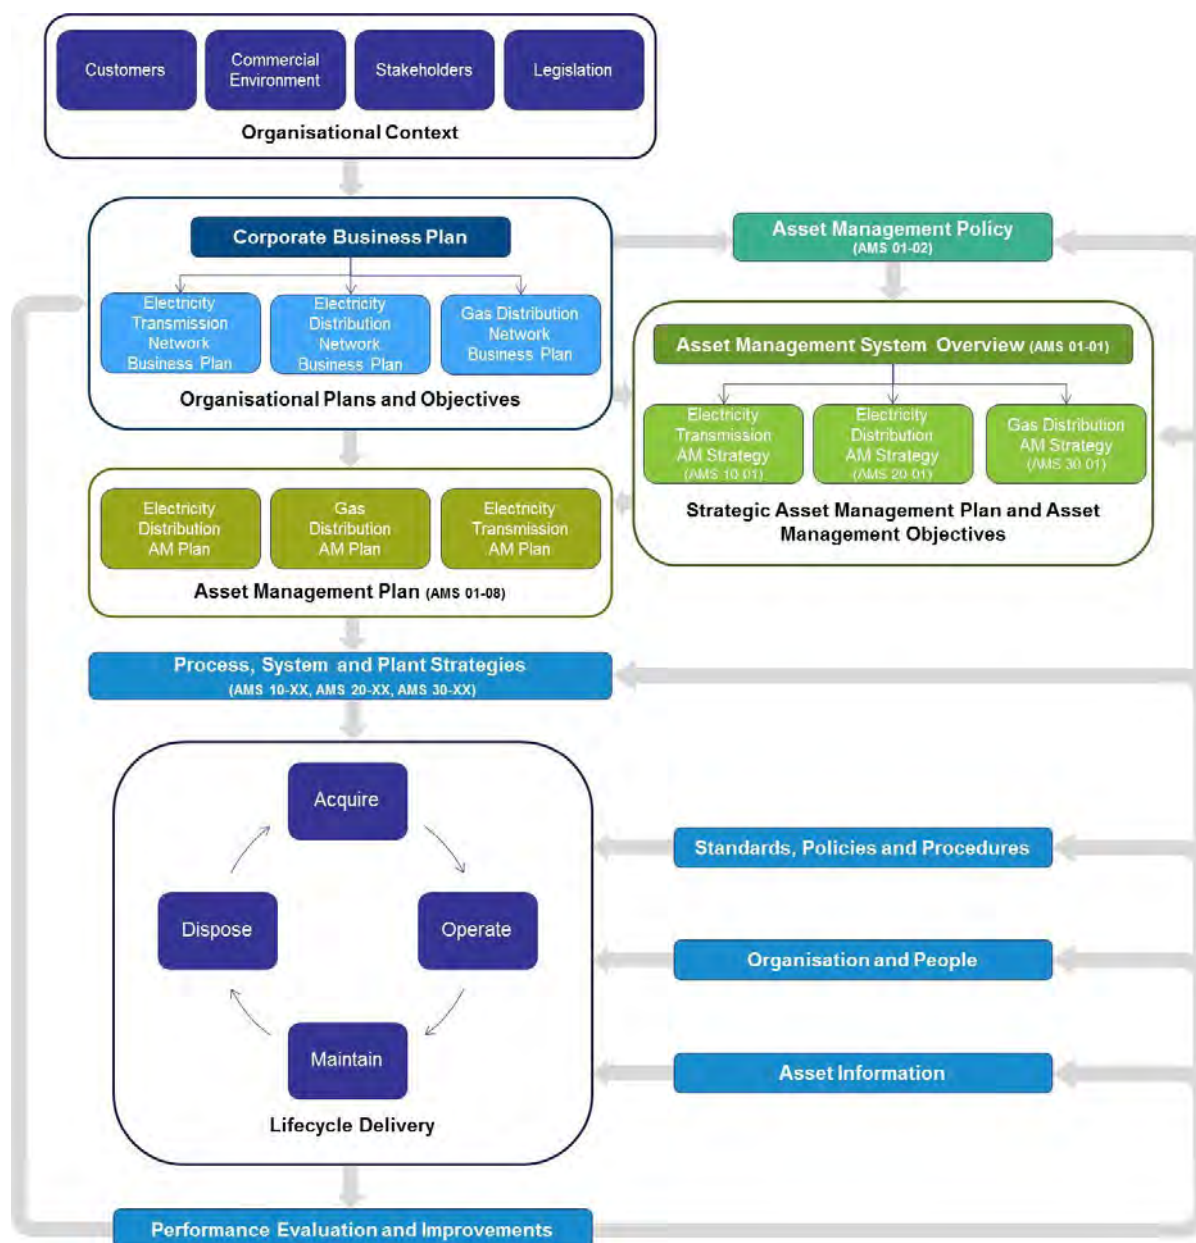 Customers
Commercial
Environment
Stakeholders
Legislation
Organisational Context
Corporate Business Plan
Electricity
Transmission
Network
Business Plan
Electricity
Distribution
Network
Business Plan
Gas Distribution
Network
Business Plan
Organisational Plans and Objectives
Asset Management Policy
(AMS 01-02)
Asset Management System Overview (AMS 01-01)
Electricity
Transmission
AM Strategy
(AMS 10-01)
Electricity
Distribution
AM Strategy
(AMS 20-01)
Gas Distribution
AM Strategy
(AMS 30-01)
Strategic Asset Management Plan and Asset
Management Objectives
Electricity
Distribution
AM Plan
Gas
Distribution
AM Plan
Electricity
Transmission
AM Plan
Asset Management Plan (AMS 01-08)
Process, System and Plant Strategies
(AMS 10-XX, AMS 20-XX, AMS 30-XX)
Acquire
Operate
Maintain
Dispose
Lifecycle Delivery
Standards, Policies and Procedures
Organisation and People
Asset Information
Performance Evaluation and Improvements